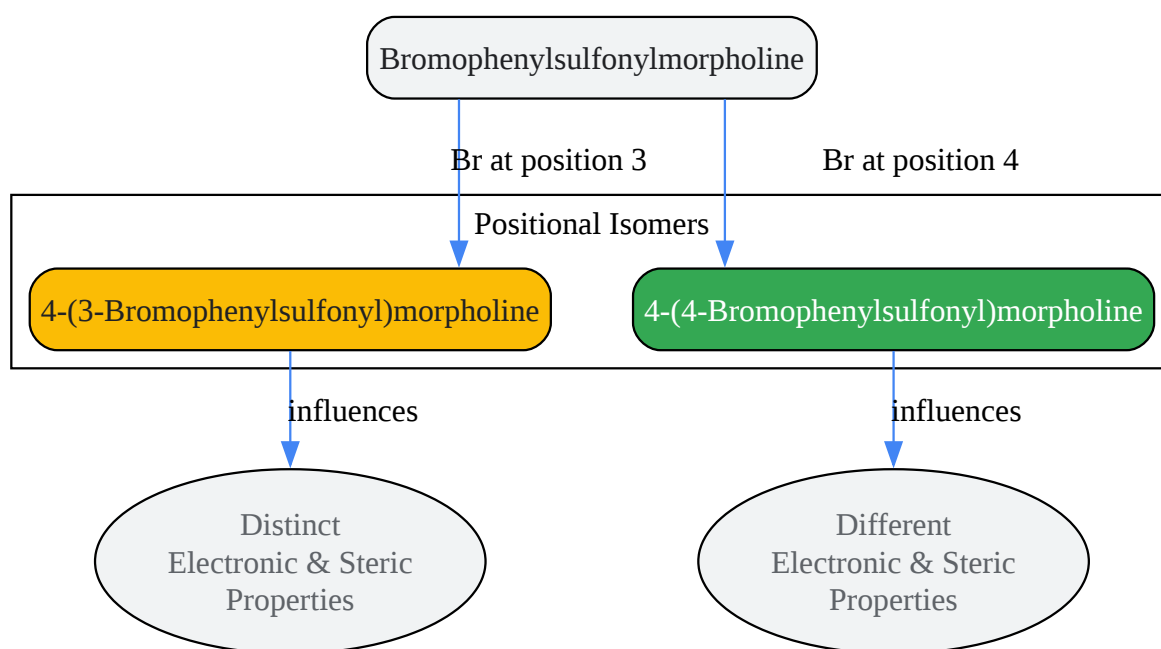 Bromophenylsulfonylmorpholine
Br at position 3
Br at position 4
Positional Isomers
4-(3-Bromophenylsulfonyl)morpholine
4-(4-Bromophenylsulfonyl)morpholine
influences
influences
Distinct
Electronic & Steric
Properties
Different
Electronic & Steric
Properties